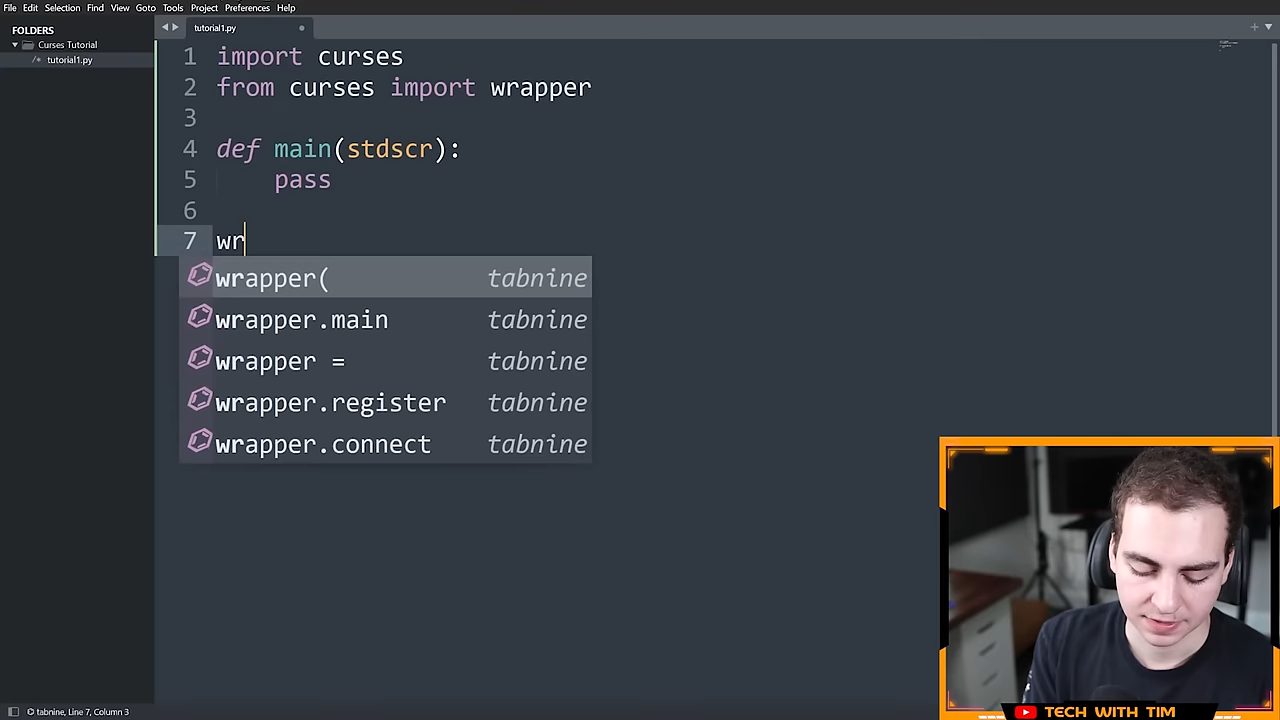 File Edit Selection Find View Goto Tools Project Preferences Help
FOLDERS
Curses Tutorial
/* tutorial1.py
tutorial1.py
1 import curses
2 from curses import wrapper
3
4 def main(stdscr):
5 pass
6
7 wr
wrapper( tabnine
wrapper.main tabnine
wrapper = tabnine
wrapper.register tabnine
wrapper.connect tabnine
TECH WITH TIM
tabnine, Line 7, Column 3